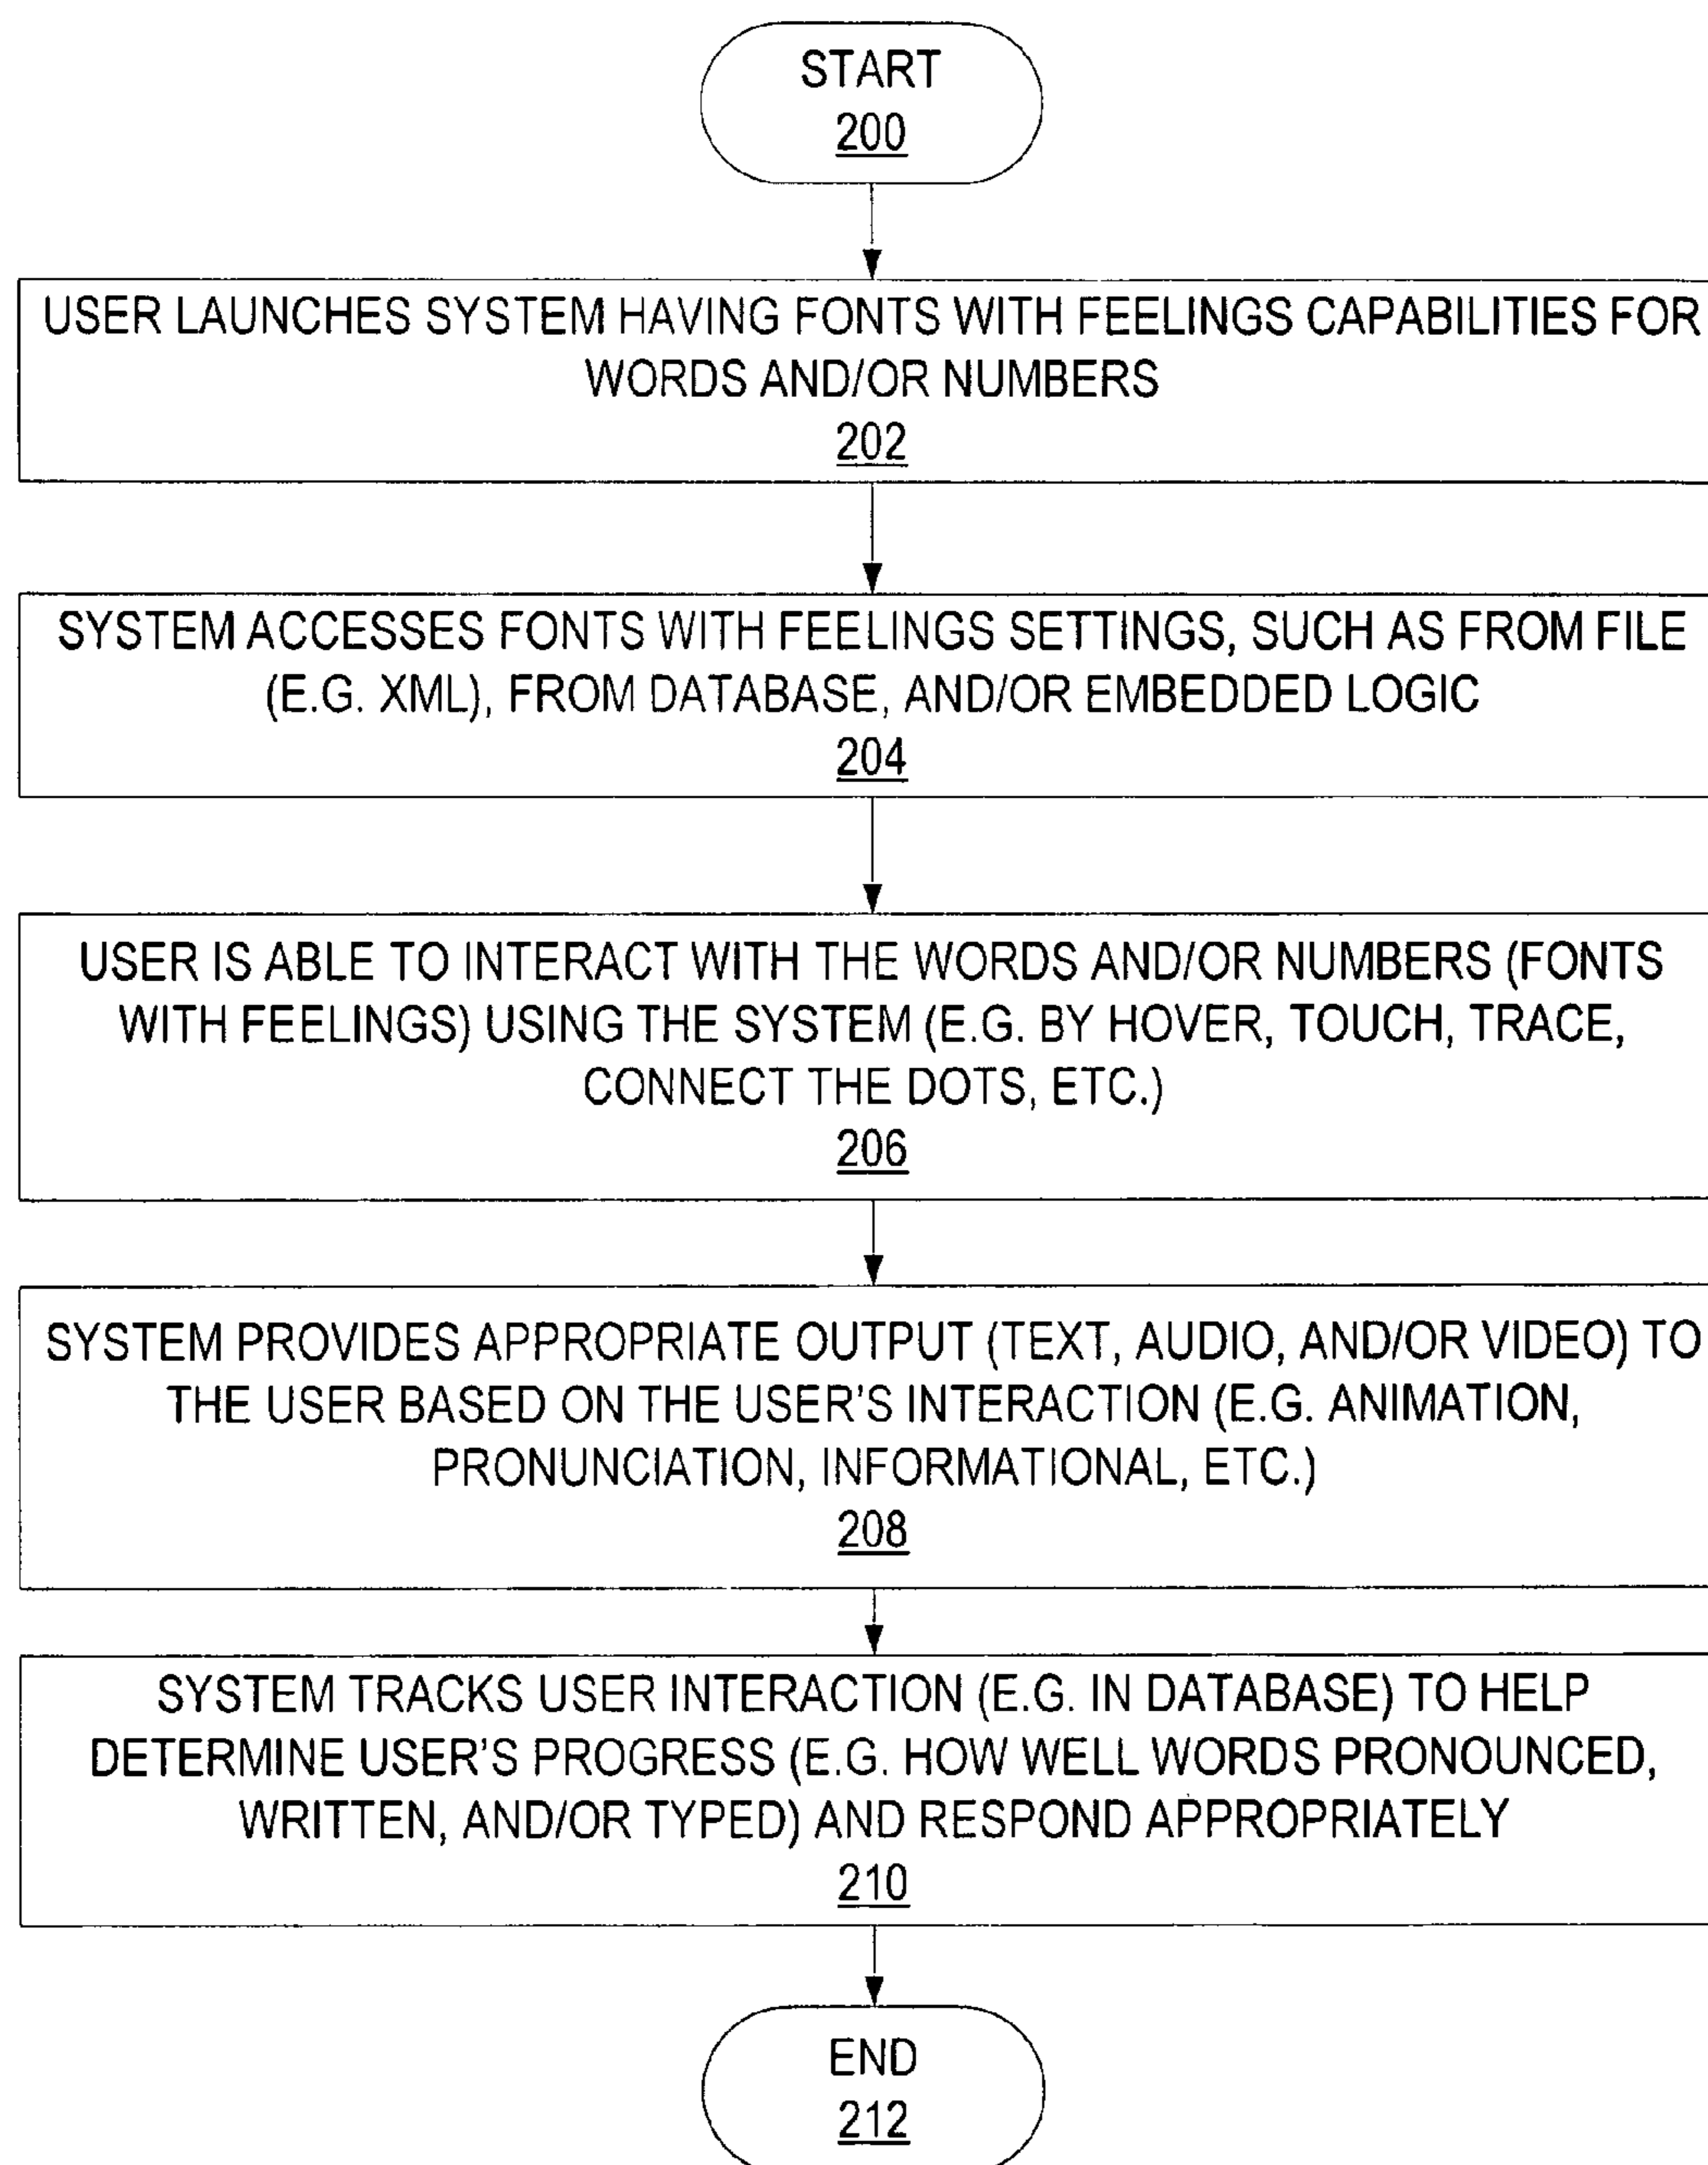 START
200
USER LAUNCHES SYSTEM HAVING FONTS WITH FEELINGS CAPABILITIES FOR
WORDS AND/OR NUMBERS
202
SYSTEM ACCESSES FONTS WITH FEELINGS SETTINGS, SUCH AS FROM FILE
(E.G. XML), FROM DATABASE, AND/OR EMBEDDED LOGIC
204
USER IS ABLE TO INTERACT WITH THE WORDS AND/OR NUMBERS (FONTS
WITH FEELINGS) USING THE SYSTEM (E.G. BY HOVER, TOUCH, TRACE,
CONNECT THE DOTS, ETC.)
206
SYSTEM PROVIDES APPROPRIATE OUTPUT (TEXT, AUDIO, AND/OR VIDEO) TO
THE USER BASED ON THE USER'S INTERACTION (E.G. ANIMATION,
PRONUNCIATION, INFORMATIONAL, ETC.)
208
SYSTEM TRACKS USER INTERACTION (E.G. IN DATABASE) TO HELP
DETERMINE USER'S PROGRESS (E.G. HOW WELL WORDS PRONOUNCED,
WRITTEN, AND/OR TYPED) AND RESPOND APPROPRIATELY
210
END
212